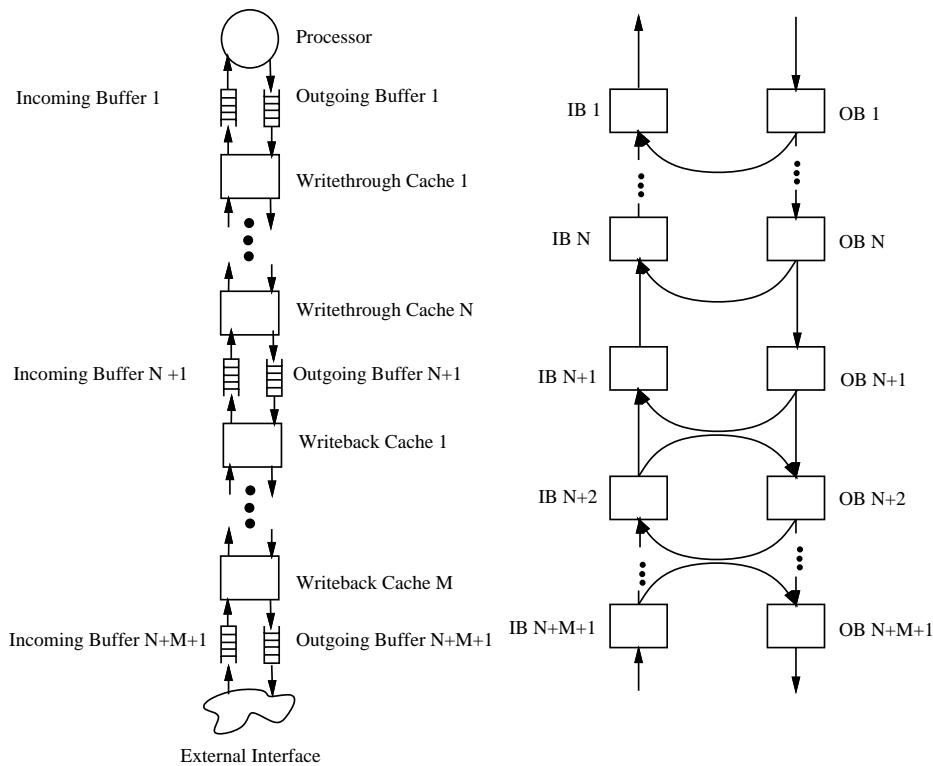 Processor
Incoming Buffer 1
Outgoing Buffer 1
Writethrough Cache 1
Writethrough Cache N
Incoming Buffer N +1
Outgoing Buffer N+1
Writeback Cache 1
Writeback Cache M
Incoming Buffer N+M+1
Outgoing Buffer N+M+1
External Interface
IB 1
OB 1
IB N
OB N
IB N+1
OB N+1
IB N+2
OB N+2
IB N+M+1
OB N+M+1